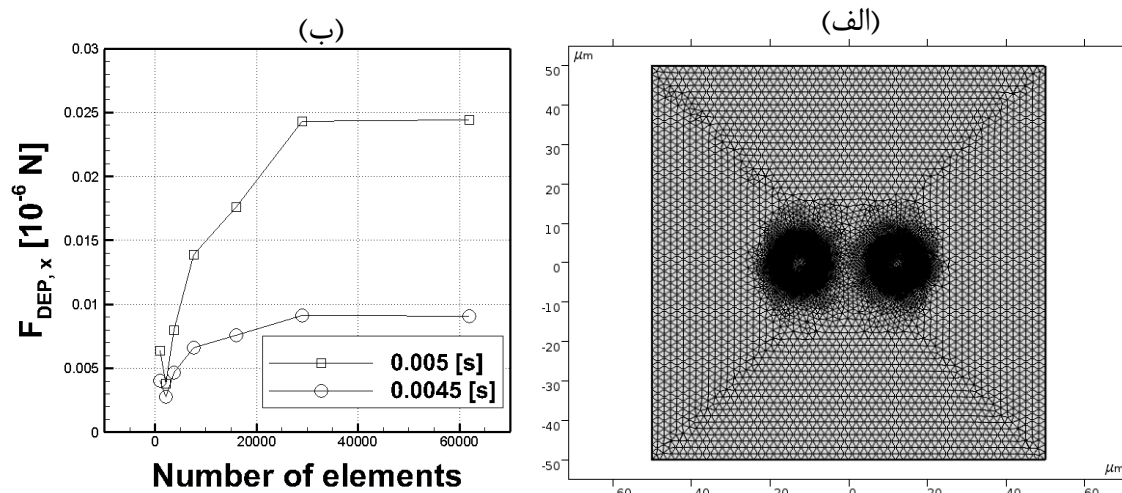 (ب)
(الف)
0.03
0.025
0.02
0.015
0.01
0.005
0
F_DEP, x [10^-6 N]
0.005 [s]
0.0045 [s]
0 20000 40000 60000
Number of elements
μm
50
40
30
20
10
0
-10
-20
-30
-40
-50
μm
-60 -40 -20 0 20 40 60